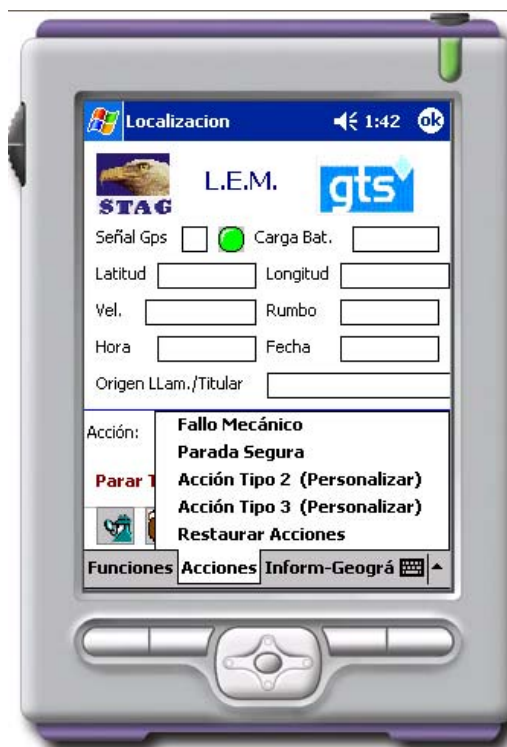 Localizacion 1:42 ok
STAG L.E.M. gts
Señal Gps Carga Bat.
Latitud Longitud
Vel. Rumbo
Hora Fecha
Origen LLam./Titular
Acción: Fallo Mecánico
Parada Segura
Parar Acción Tipo 2 (Personalizar)
Acción Tipo 3 (Personalizar)
Restaurar Acciones
Funciones Acciones Inform-Geográ